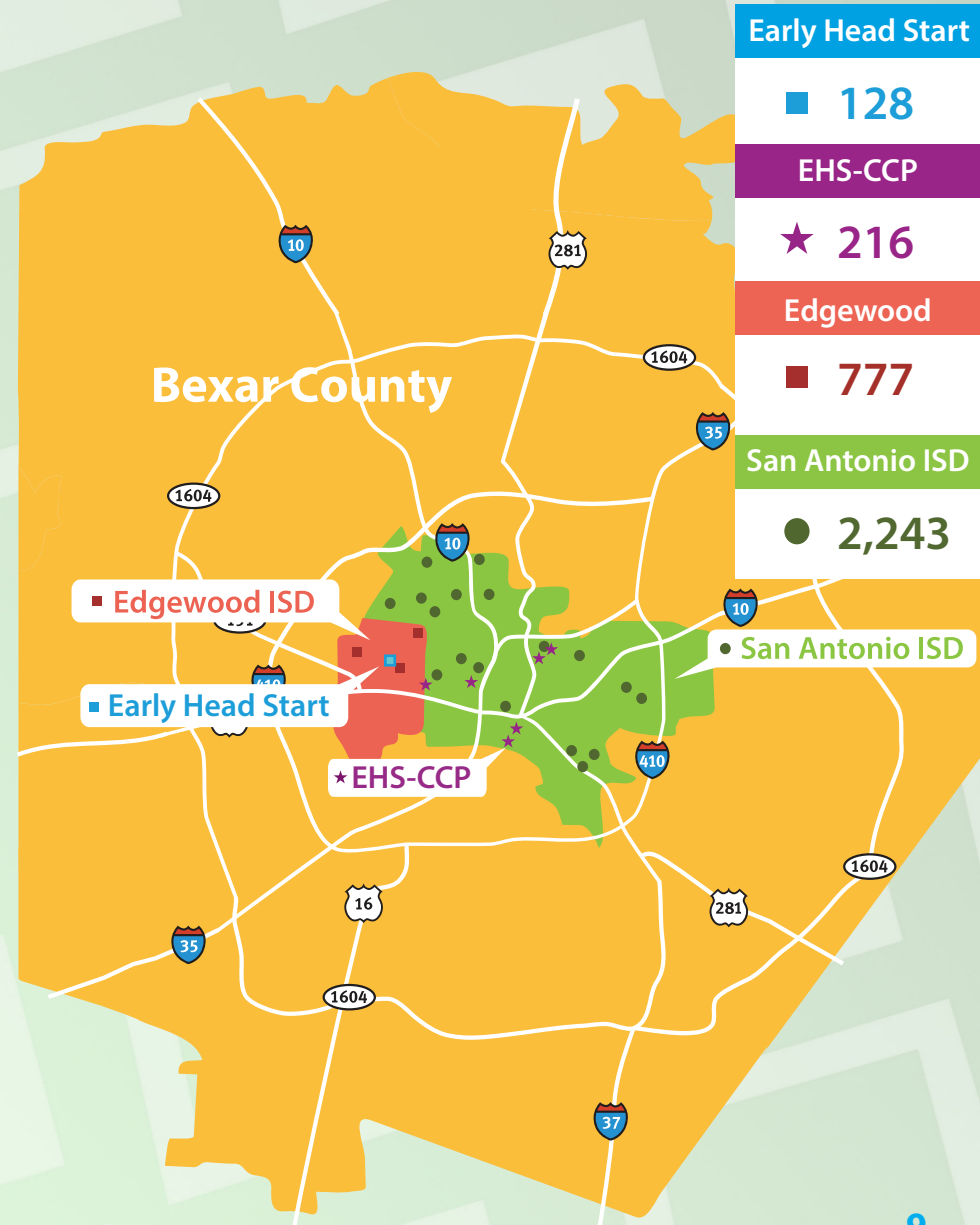 Early Head Start
128
EHS-CCP
216
Edgewood
777
San Antonio ISD
2,243
10
281
1604
Bexar County
35
1604
10
Edgewood ISD
10
San Antonio ISD
410
Early Head Start
EHS-CCP
410
1604
16
281
35
1604
37
9